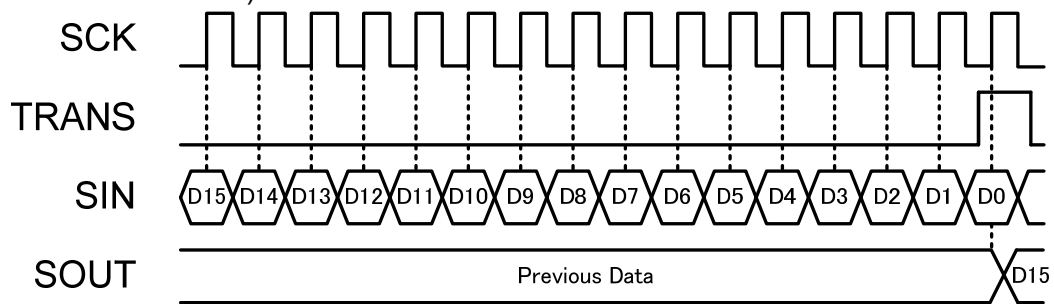 SCK
TRANS
SIN D15 D14 D13 D12 D11 D10 D9 D8 D7 D6 D5 D4 D3 D2 D1 D0
SOUT Previous Data D15